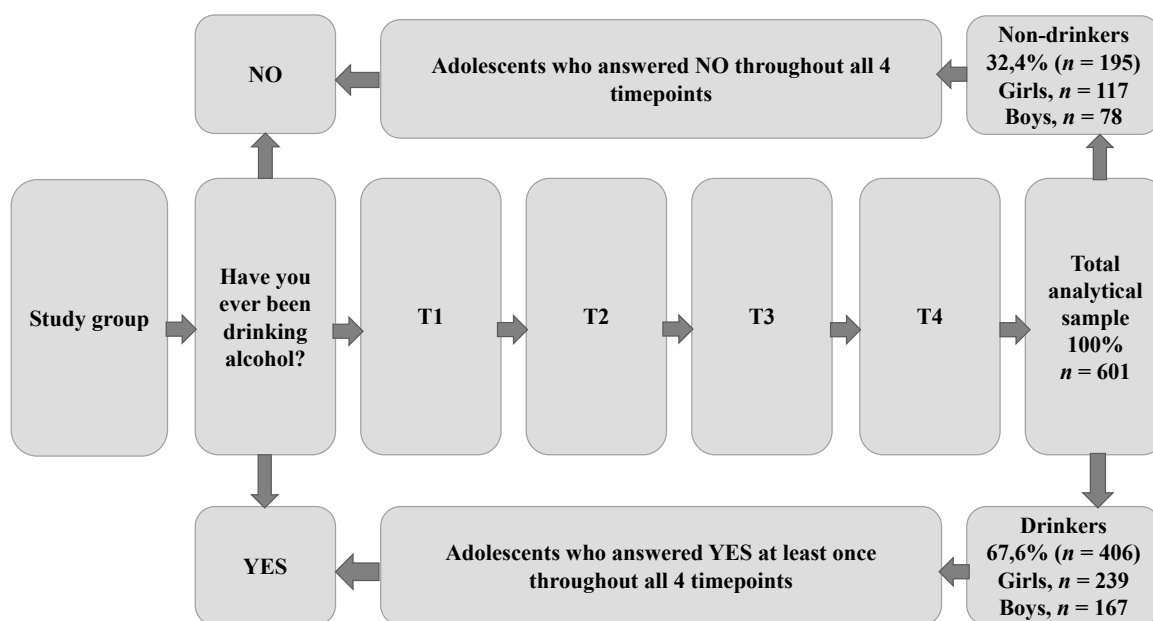 NO
Adolescents who answered NO throughout all 4
timepoints
Non-drinkers
32,4% (n = 195)
Girls, n = 117
Boys, n = 78
Study group
Have you
ever been
drinking
alcohol?
T1
T2
T3
T4
Total
analytical
sample
100%
n = 601
YES
Adolescents who answered YES at least once
throughout all 4 timepoints
Drinkers
67,6% (n = 406)
Girls, n = 239
Boys, n = 167